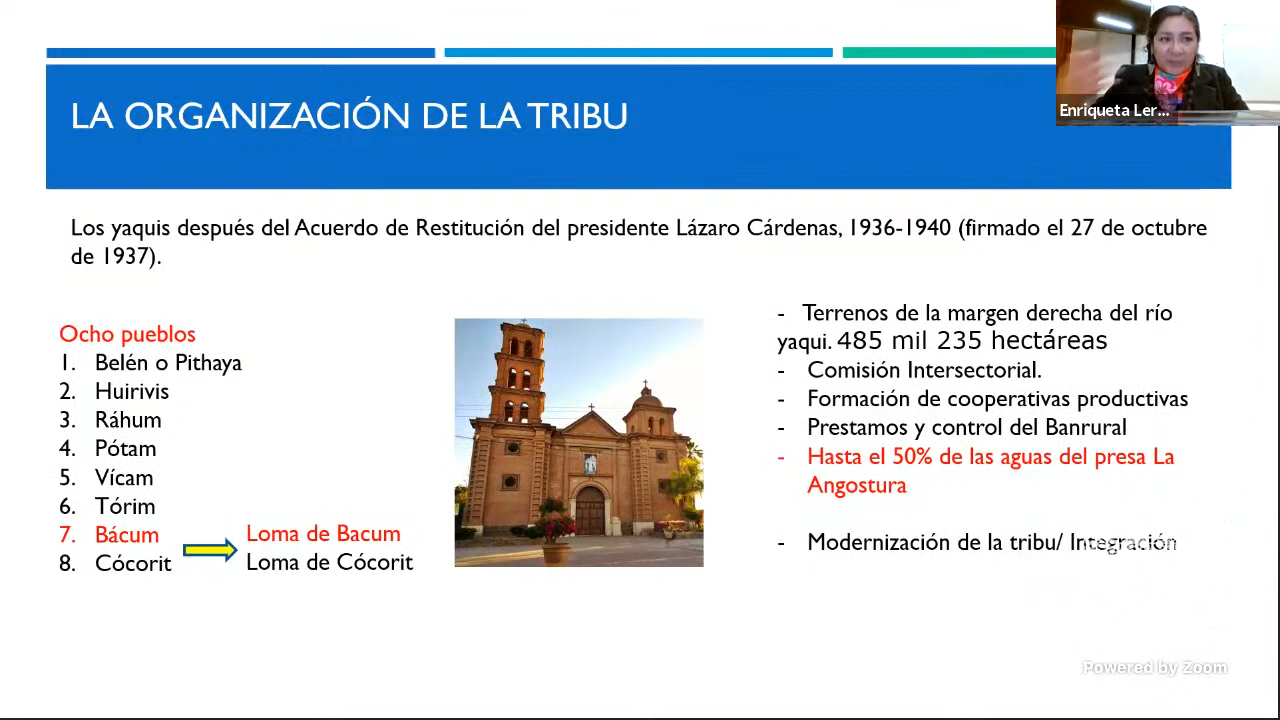 LA ORGANIZACIÓN DE LA TRIBU
Enriqueta Ler...
Los yaquis después del Acuerdo de Restitución del presidente Lázaro Cárdenas, 1936-1940 (firmado el 27 de octubre
de 1937).
Ocho pueblos
1. Belén o Pithaya
2. Huirivis
3. Ráhum
4. Pótam
5. Vícam
6. Tórim
7. Bácum
8. Cócorit
Loma de Bacum
Loma de Cócorit
- Terrenos de la margen derecha del río
yaqui. 485 mil 235 hectáreas
- Comisión Intersectorial.
- Formación de cooperativas productivas
- Prestamos y control del Banrural
- Hasta el 50% de las aguas del presa La
Angostura
- Modernización de la tribu/ Integración
Powered by Zoom